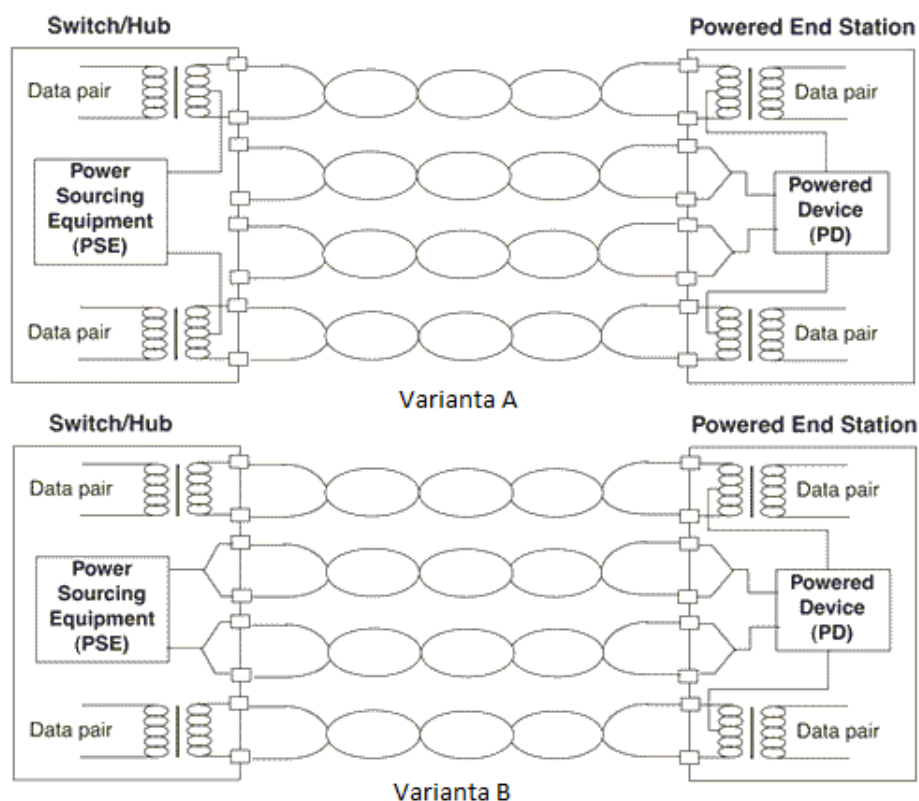 Switch/Hub
Powered End Station
Data pair
Data pair
Power
Sourcing
Equipment
(PSE)
Powered
Device
(PD)
Data pair
Data pair
Varianta A
Switch/Hub
Powered End Station
Data pair
Data pair
Power
Sourcing
Equipment
(PSE)
Powered
Device
(PD)
Data pair
Data pair
Varianta B